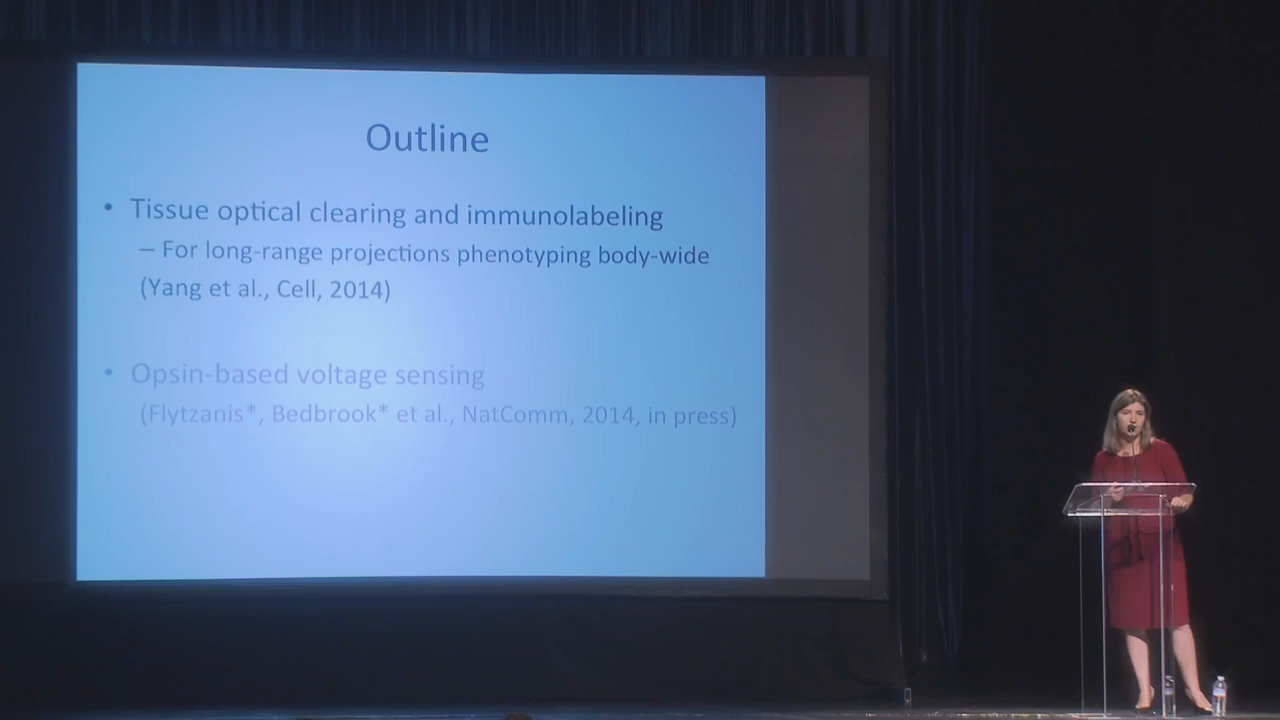 Outline
• Tissue optical clearing and immunolabeling
– For long-range projections phenotyping body-wide
(Yang et al., Cell, 2014)
• Opsin-based voltage sensing
(Flytzanis*, Bedbrook* et al., NatComm, 2014, in press)